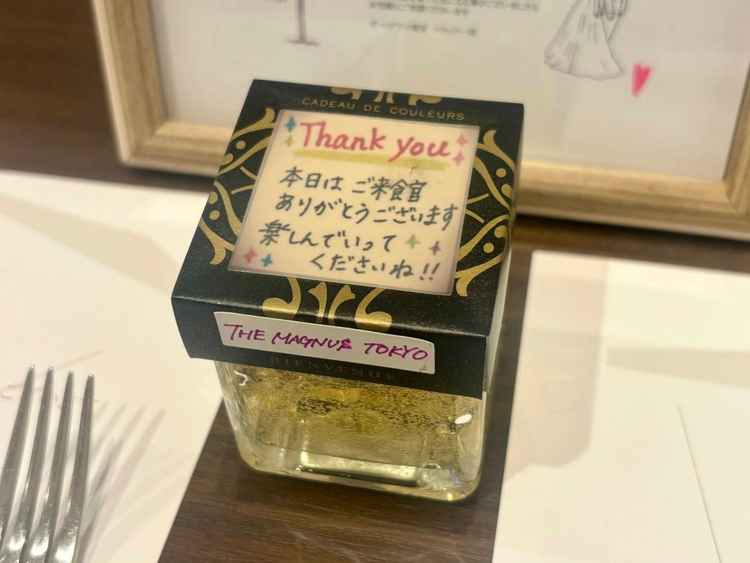 CADEAU DE COULEURS
Thank you
本日は ご来館
ありがとうございます
楽しんでいって
くださいね!!
THE MAGNUS TOKYO
BIENVENUE